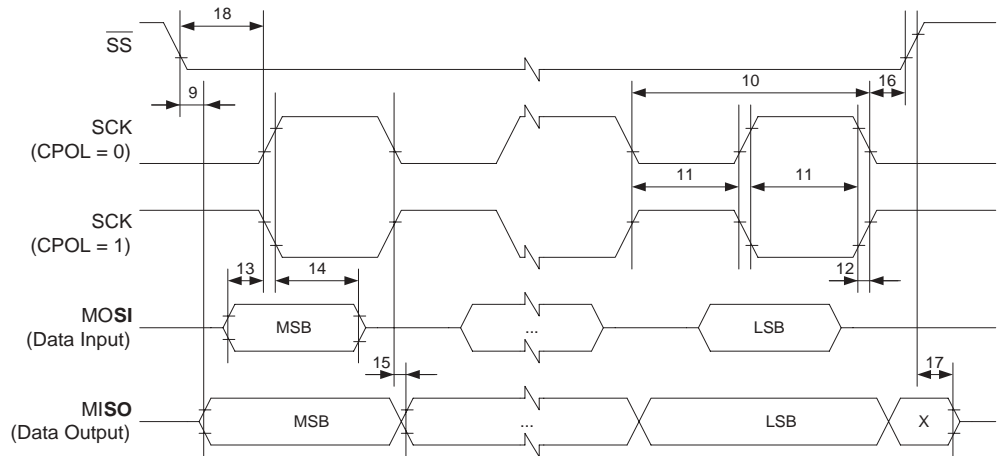 18
SS
10
16
9
SCK
(CPOL = 0)
11
11
SCK
(CPOL = 1)
13
14
12
MOSI
(Data Input)
MSB
...
LSB
15
17
MISO
(Data Output)
MSB
...
LSB
X